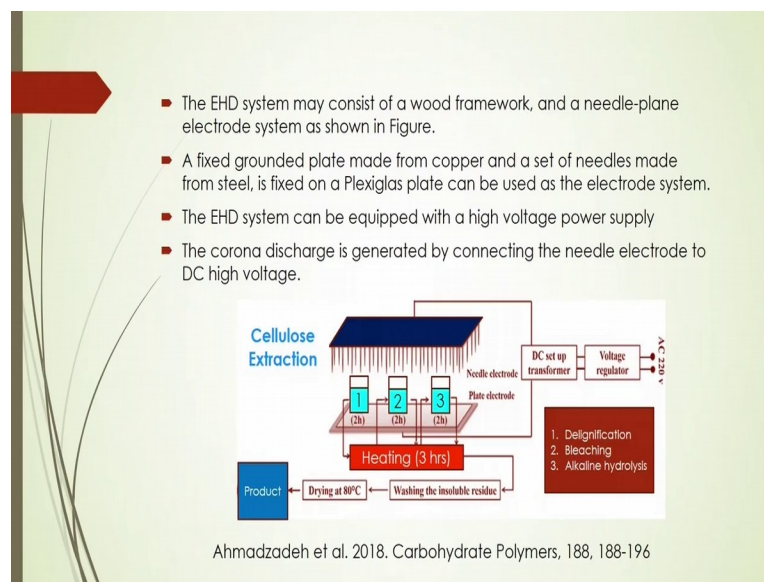 The EHD system may consist of a wood framework, and a needle-plane
electrode system as shown in Figure.
A fixed grounded plate made from copper and a set of needles made
from steel, is fixed on a Plexiglas plate can be used as the electrode system.
The EHD system can be equipped with a high voltage power supply
The corona discharge is generated by connecting the needle electrode to
DC high voltage.
Cellulose
Extraction
Needle electrode
Plate electrode
DC set up
transformer
Voltage
regulator
AC 220 v
1
2
3
(2h)
(2h)
(2h)
Heating (3 hrs)
1. Delignification
2. Bleaching
3. Alkaline hydrolysis
Product
Drying at 80°C
Washing the insoluble residue
Ahmadzadeh et al. 2018. Carbohydrate Polymers, 188, 188-196